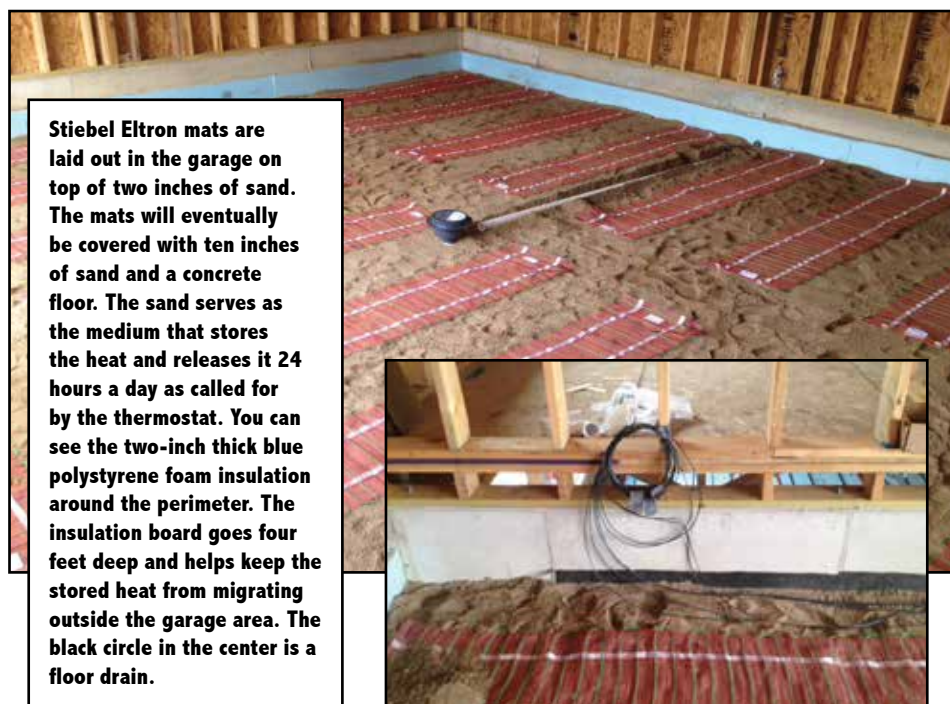 Stiebel Eltron mats are
laid out in the garage on
top of two inches of sand.
The mats will eventually
be covered with ten inches
of sand and a concrete
floor. The sand serves as
the medium that stores
the heat and releases it 24
hours a day as called for
by the thermostat. You can
see the two-inch thick blue
polystyrene foam insulation
around the perimeter. The
insulation board goes four
feet deep and helps keep the
stored heat from migrating
outside the garage area. The
black circle in the center is a
floor drain.